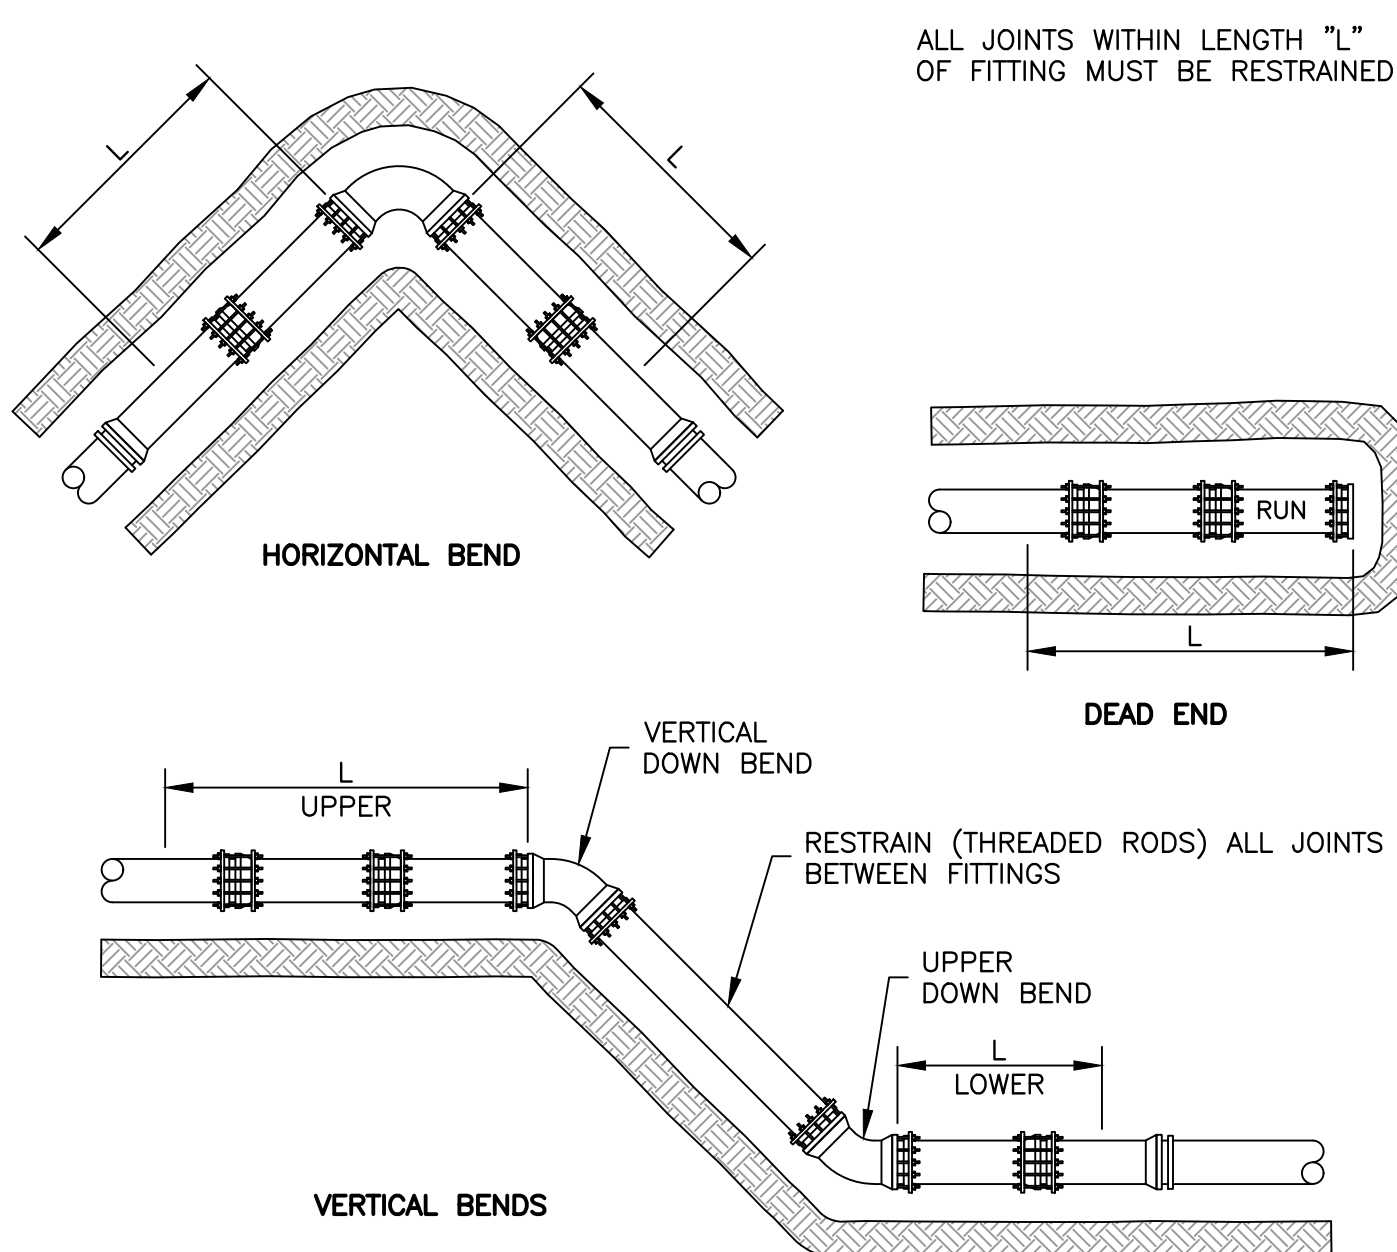 ALL JOINTS WITHIN LENGTH "L"
OF FITTING MUST BE RESTRAINED
L
L
HORIZONTAL BEND
RUN
L
DEAD END
VERTICAL
DOWN BEND
L
UPPER
RESTRAIN (THREADED RODS) ALL JOINTS
BETWEEN FITTINGS
UPPER
DOWN BEND
L
LOWER
VERTICAL BENDS